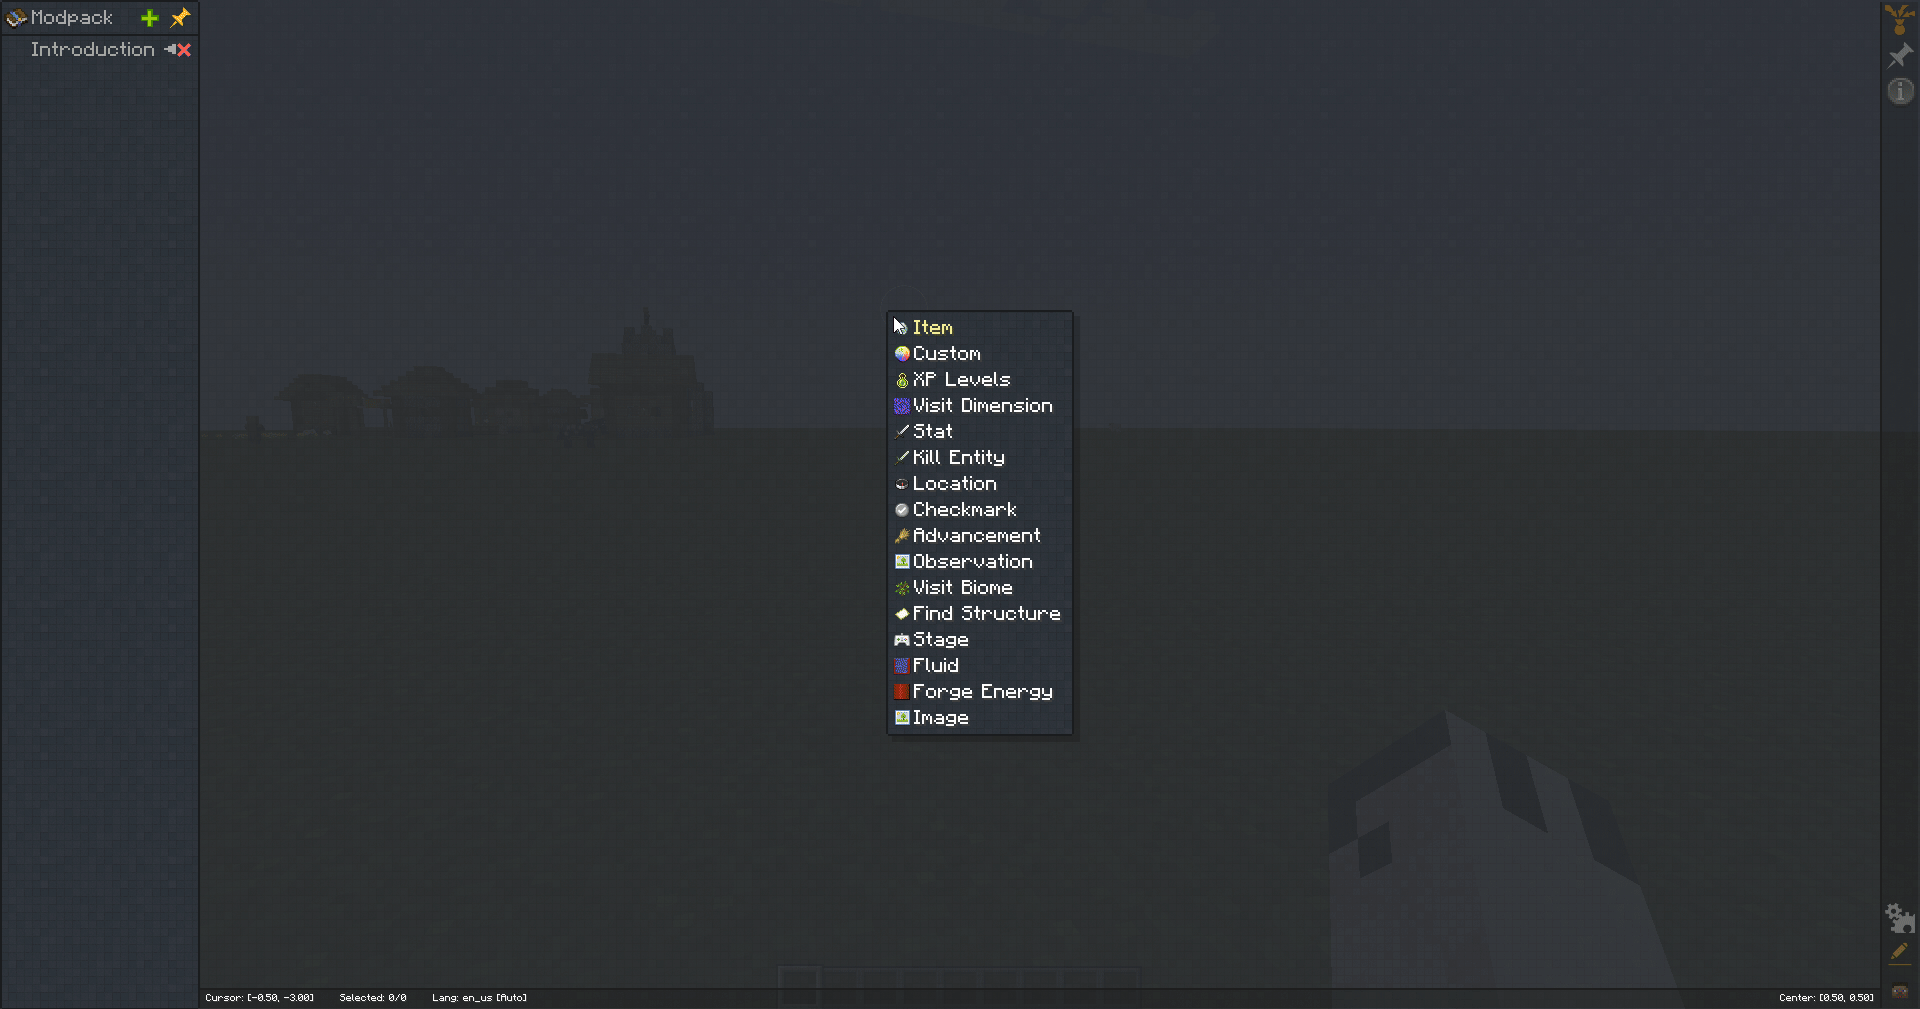 Modpack
Introduction
Item
Custom
XP Levels
Visit Dimension
Stat
Kill Entity
Location
Checkmark
Advancement
Observation
Visit Biome
Find Structure
Stage
Fluid
Forge Energy
Image
Cursor: [-0.50, -3.00] Selected: 0/0 Lang: en_us [Auto] Center: [0.50, 0.50]